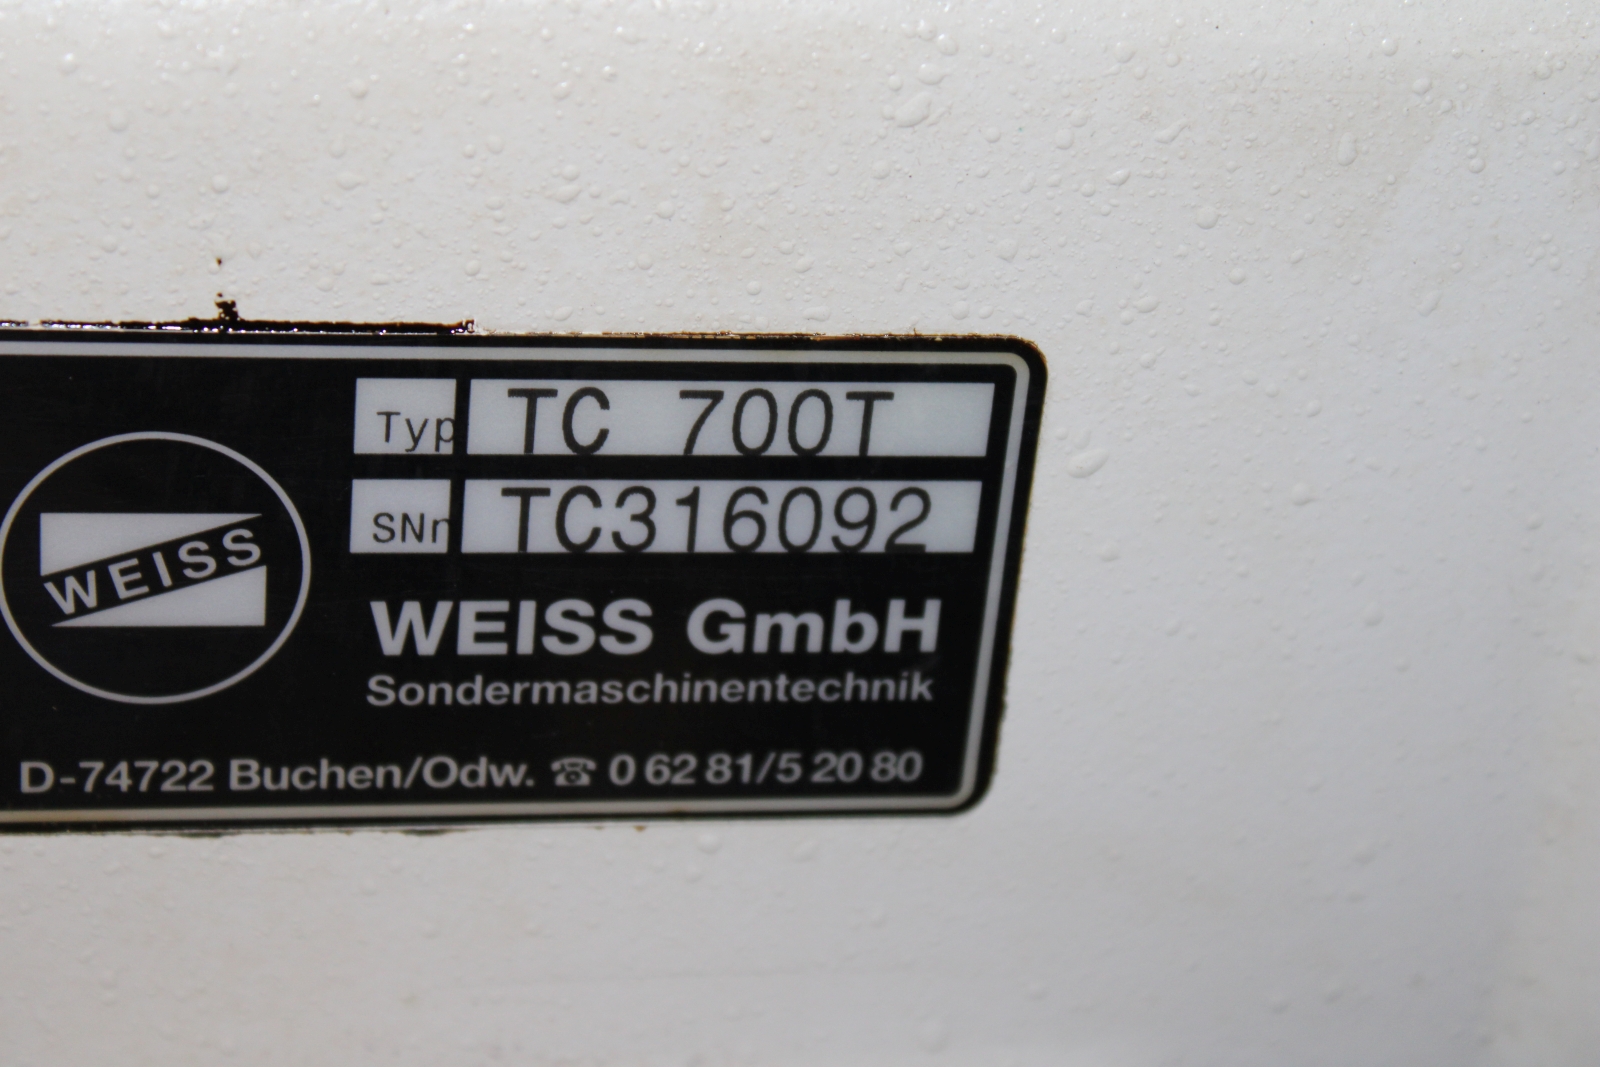 Typ TC 700T
SNr TC316092
WEISS
WEISS GmbH
Sondermaschinentechnik
D-74722 Buchen/Odw. ☎ 0 62 81/5 20 80